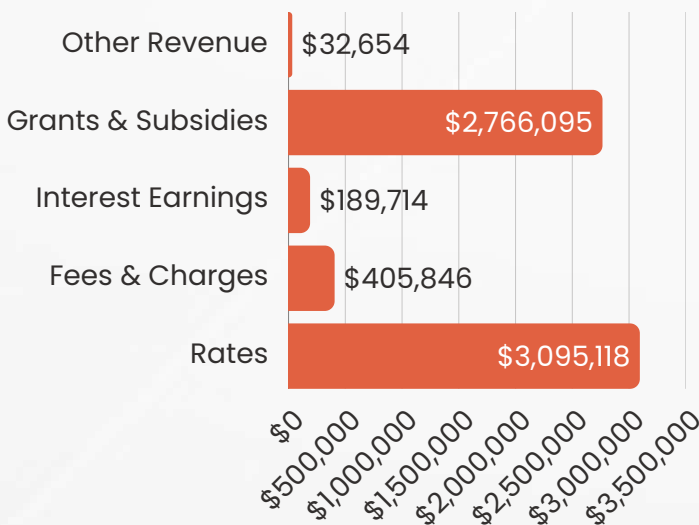 Other Revenue $32,654
Grants & Subsidies $2,766,095
Interest Earnings $189,714
Fees & Charges $405,846
Rates $3,095,118
$0
$500,000
$1,000,000
$1,500,000
$2,000,000
$2,500,000
$3,000,000
$3,500,000